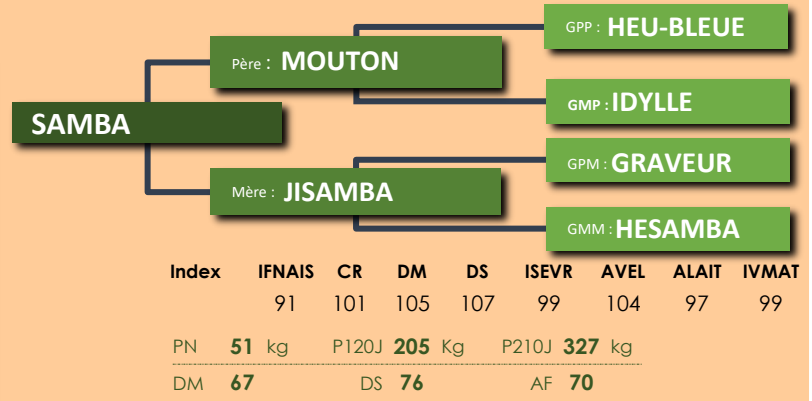 GPP : HEU-BLEUE
Père : MOUTON
GMP : IDYLLE
SAMBA
GPM : GRAVEUR
Mère : JISAMBA
GMM : HESAMBA
Index IFNAIS CR DM DS ISEVR AVEL ALAIT IVMAT
91 101 105 107 99 104 97 99
PN 51 kg P120J 205 Kg P210J 327 kg
DM 67 DS 76 AF 70